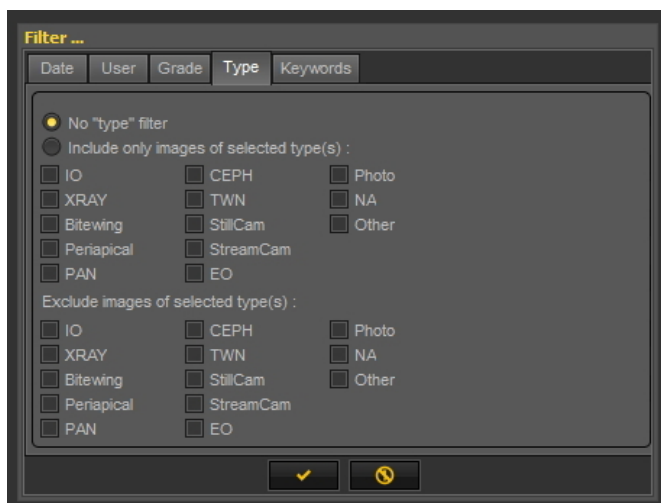 Filter ...
Date User Grade Type Keywords
No "type" filter
Include only images of selected type(s) :
IO CEPH Photo
XRAY TWN NA
Bitewing StillCam Other
Periapical StreamCam
PAN EO
Exclude images of selected type(s) :
IO CEPH Photo
XRAY TWN NA
Bitewing StillCam Other
Periapical StreamCam
PAN EO